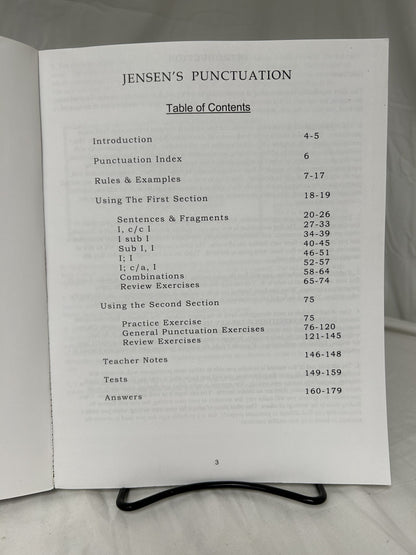 JENSEN'S PUNCTUATION
Table of Contents
Introduction 4-5
Punctuation Index 6
Rules & Examples 7-17
Using The First Section 18-19
Sentences & Fragments 20-26
I, c/c I 27-33
I sub I 34-39
Sub I, I 40-45
I; I 46-51
I; c/a, I 52-57
Combinations 58-64
Review Exercises 65-74
Using the Second Section 75
Practice Exercise 75
General Punctuation Exercises 76-120
Review Exercises 121-145
Teacher Notes 146-148
Tests 149-159
Answers 160-179
3